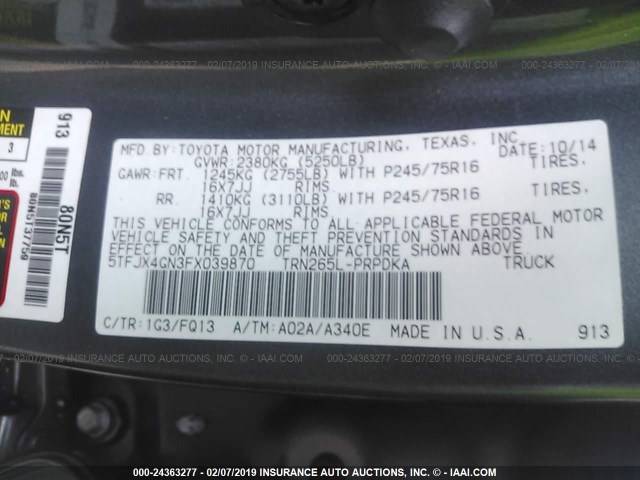 000-24363277 - 02/07/2019 INSURANCE AUTO AUCTIONS, INC. - IAAI.COM
MFD.BY:TOYOTA MOTOR MANUFACTURING, TEXAS, INC.
GVWR:2380KG (5250LB) DATE:10/14
GAWR:FRT. 1245KG (2755LB) WITH P245/75R16 TIRES,
16X7JJ RIMS
RR. 1410KG (3110LB) WITH P245/75R16 TIRES,
16X7JJ RIMS
THIS VEHICLE CONFORMS TO ALL APPLICABLE FEDERAL MOTOR
VEHICLE SAFETY AND THEFT PREVENTION STANDARDS IN
EFFECT ON THE DATE OF MANUFACTURE SHOWN ABOVE.
5TFJX4GN3FX039870 TRN265L-PRPDKA TRUCK
C/TR:1G3/FQ13 A/TM:A02A/A340E MADE IN U.S.A. 913
913
80N5T
80N51337759
3
lbs.
lb.
000-24363277 - 02/07/2019 INSURANCE AUTO AUCTIONS, INC. - IAAI.COM
000-24363277 - 02/07/2019 INSURANCE AUTO AUCTIONS, INC. - IAAI.COM